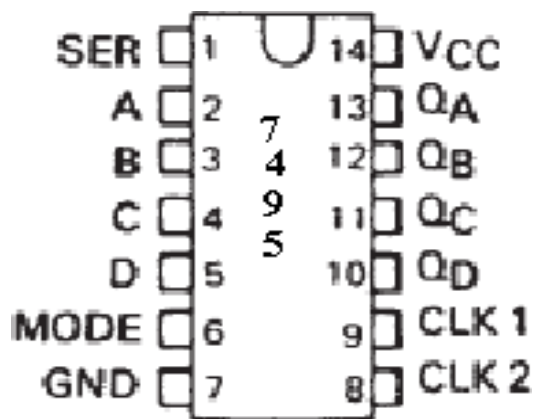 SER 1 14 VCC
A 2 13 QA
B 3 12 QB
C 4 11 QC
D 5 10 QD
MODE 6 9 CLK 1
GND 7 8 CLK 2
7
4
9
5